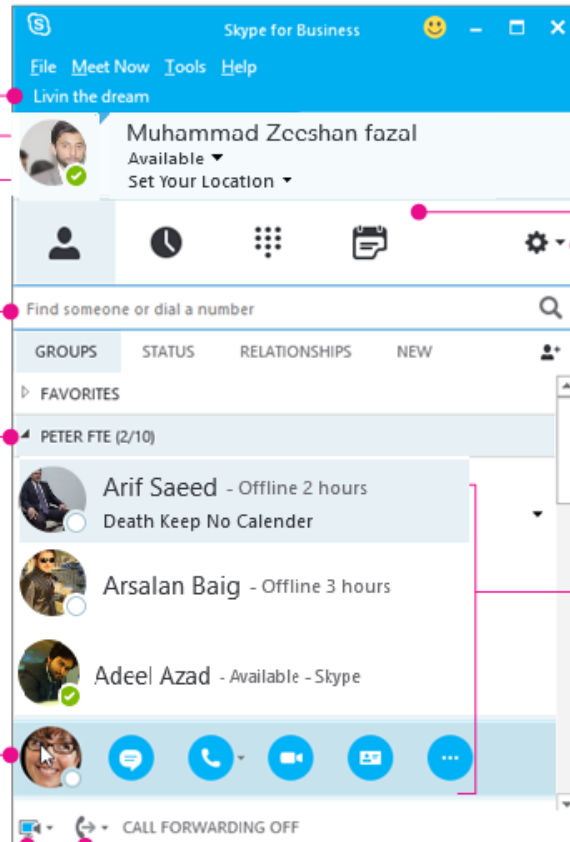 Skype for Business
File Meet Now Tools Help
Livin the dream
Muhammad Zeeshan fazal
Available
Set Your Location
Find someone or dial a number
GROUPS STATUS RELATIONSHIPS NEW
FAVORITES
PETER FTE (2/10)
Arif Saeed - Offline 2 hours
Death Keep No Calender
Arsalan Baig - Offline 3 hours
Adeel Azad - Available - Skype
CALL FORWARDING OFF